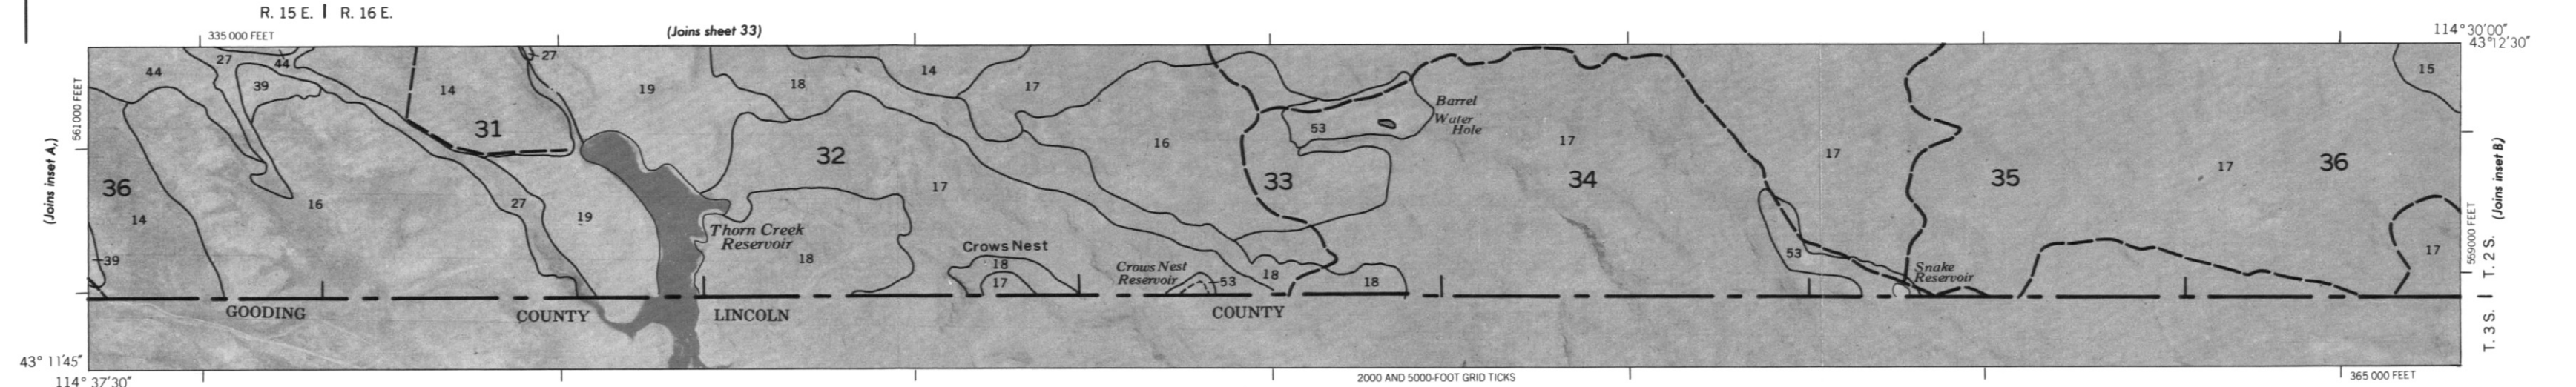 R. 15 E. | R. 16 E.
(Joins sheet 33)
335 000 FEET
114° 30' 00"
43° 12' 30"
561 000 FEET
(Joins inset A,)
44
27
44
39
14
27
19
18
14
17
15
31
36
14
16
27
19
39
32
17
Thorn Creek
Reservoir
18
Crows Nest
18
17
16
33
53
Barrel
Water
Hole
Crows Nest
Reservoir
53
18
18
17
34
17
53
Snake
Reservoir
35
17
36
17
559 000 FEET
(Joins inset B)
T. 2 S.
T. 3 S.
GOODING COUNTY
LINCOLN COUNTY
43° 11' 45"
114° 37' 30"
2000 AND 5000-FOOT GRID TICKS
365 000 FEET